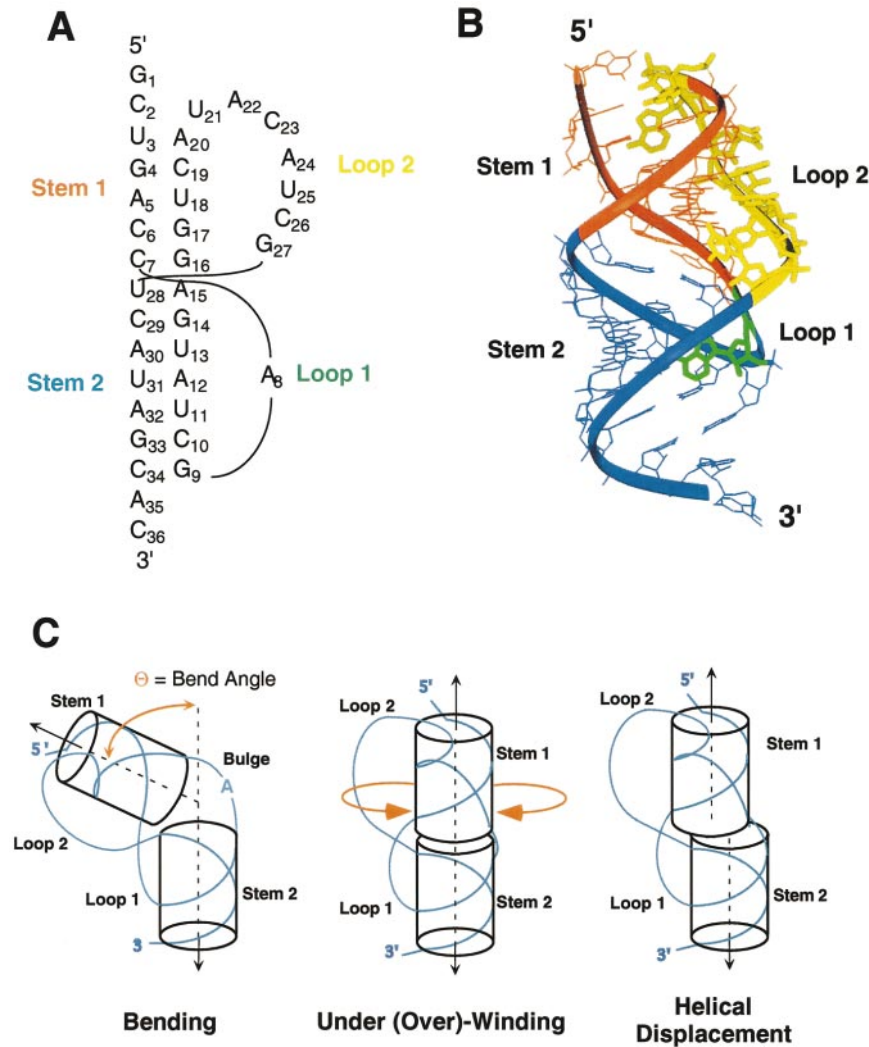 A
5'
G1
C2
U3
G4
A5
C6
C7
U28
C29
A30
U31
A32
G33
C34
A35
C36
3'
U21
A22
C23
A20
C19
U18
G17
G16
A15
G14
U13
A12
U11
C10
G9
A24
U25
C26
G27
A8
Stem 1
Loop 2
Stem 2
Loop 1
B
5'
Stem 1
Loop 2
Stem 2
Loop 1
3'
C
Θ = Bend Angle
Stem 1
5'
Bulge
A
Loop 2
Loop 1
Stem 2
3
Bending
5'
Loop 2
Stem 1
Loop 1
Stem 2
3'
Under (Over)-Winding
5'
Loop 2
Stem 1
Loop 1
Stem 2
3'
Helical
Displacement